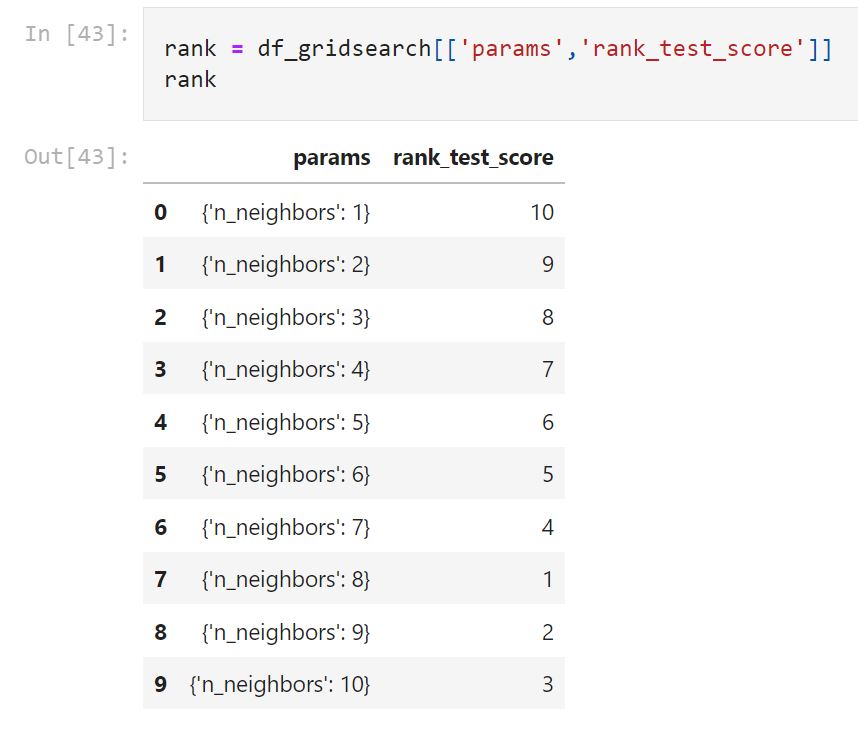 In [43]:
rank = df_gridsearch[['params','rank_test_score']]
rank
Out[43]:
params rank_test_score
0 {'n_neighbors': 1} 10
1 {'n_neighbors': 2} 9
2 {'n_neighbors': 3} 8
3 {'n_neighbors': 4} 7
4 {'n_neighbors': 5} 6
5 {'n_neighbors': 6} 5
6 {'n_neighbors': 7} 4
7 {'n_neighbors': 8} 1
8 {'n_neighbors': 9} 2
9 {'n_neighbors': 10} 3